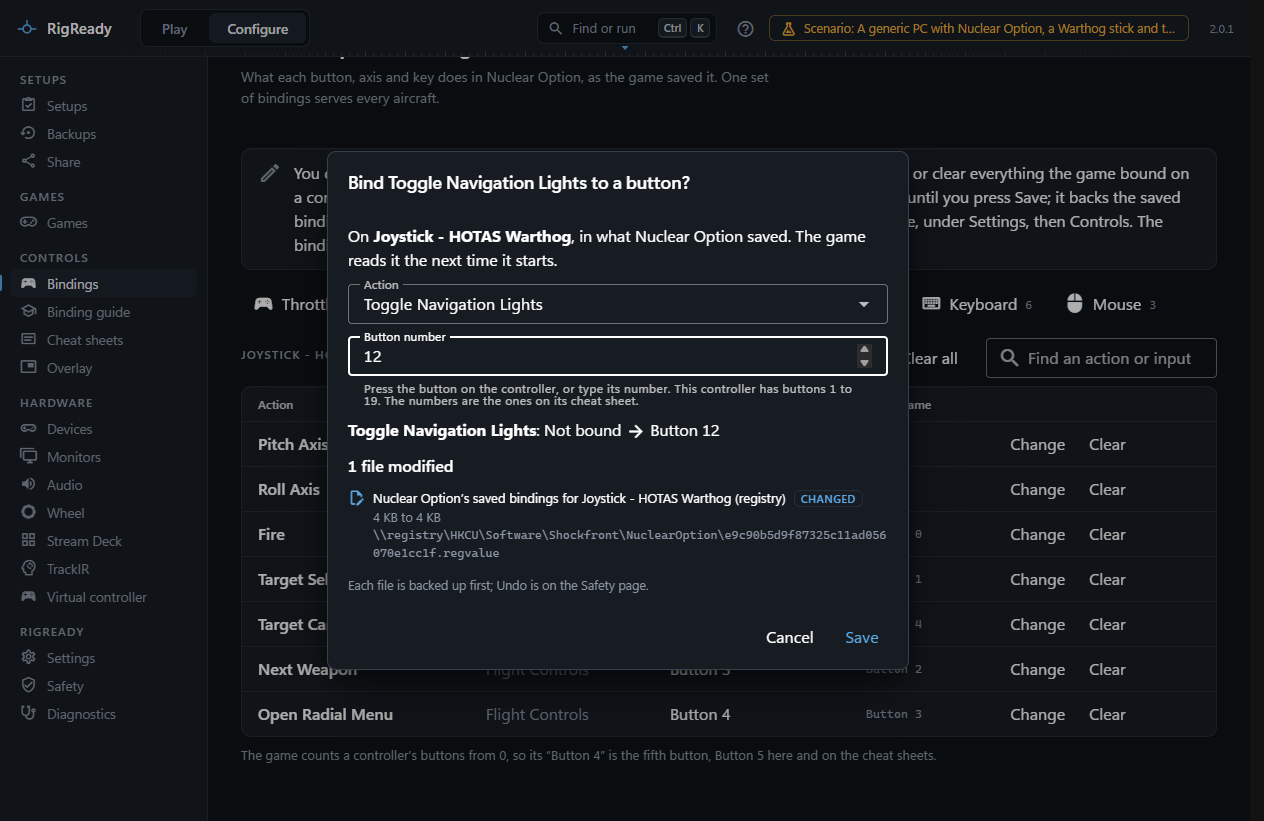 RigReady
Play
Configure
Find or run
Ctrl
K
Scenario: A generic PC with Nuclear Option, a Warthog stick and t...
2.0.1
SETUPS
Setups
Backups
Share
GAMES
Games
CONTROLS
Bindings
Binding guide
Cheat sheets
Overlay
HARDWARE
Devices
Monitors
Audio
Wheel
Stream Deck
TrackIR
Virtual controller
RIGREADY
Settings
Safety
Diagnostics
What each button, axis and key does in Nuclear Option, as the game saved it. One set
of bindings serves every aircraft.
You
or clear everything the game bound on
a
until you press Save; it backs the saved
under Settings, then Controls. The
Keyboard 6
Mouse 3
JOYSTICK -
Clear all
Find an action or input
Action
Pitch Axis
Change
Clear
Roll Axis
Change
Clear
Fire
0
Change
Clear
Target
1
Change
Clear
Target
4
Change
Clear
Next Weapon
Flight Controls
Button 3
Button 2
Change
Clear
Open Radial Menu
Flight Controls
Button 4
Button 3
Change
Clear
The game counts a controller's buttons from 0, so its “Button 4” is the fifth button, Button 5 here and on the cheat sheets.
Bind Toggle Navigation Lights to a button?
On Joystick - HOTAS Warthog, in what Nuclear Option saved. The game
reads it the next time it starts.
Action
Toggle Navigation Lights
Button number
12
Press the button on the controller, or type its number. This controller has buttons 1 to
19. The numbers are the ones on its cheat sheet.
Toggle Navigation Lights: Not bound → Button 12
1 file modified
Nuclear Option's saved bindings for Joystick - HOTAS Warthog (registry)
CHANGED
4 KB to 4 KB
\\registry\HKCU\Software\Shockfront\NuclearOption\e9c90b5d9f87325c11ad056
070e1cc1f.regvalue
Each file is backed up first; Undo is on the Safety page.
Cancel
Save